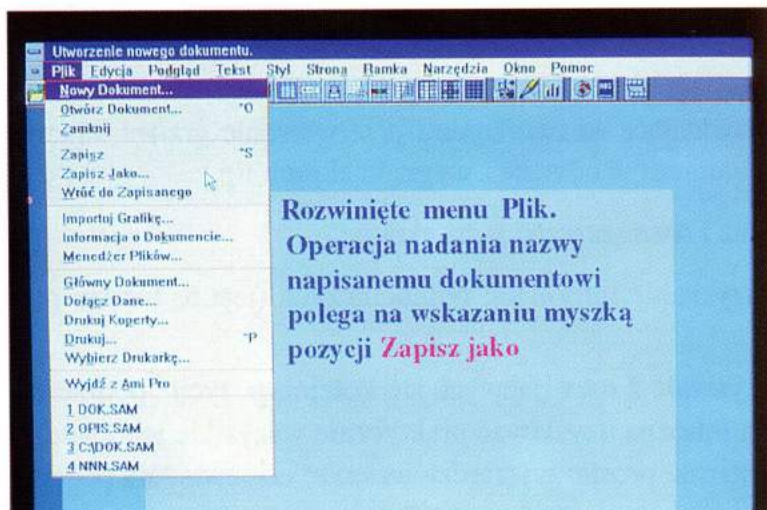 Utworzenie nowego dokumentu.
Plik Edycja Podgląd Tekst Styl Strona Ramka Narzędzia Okno Pomoc
Nowy Dokument...
Otwórz Dokument... ^O
Zamknij
Zapisz ^S
Zapisz Jako...
Wróć do Zapisanego
Importuj Grafikę...
Informacja o Dokumencie...
Menedżer Plików...
Główny Dokument...
Dołącz Dane...
Drukuj Koperty...
Drukuj... ^P
Wybierz Drukarkę...
Wyjdź z Ami Pro
1 DOK.SAM
2 OPIS.SAM
3 C:\DOK.SAM
4 NNN.SAM
Rozwinięte menu Plik.
Operacja nadania nazwy
napisanemu dokumentowi
polega na wskazaniu myszką
pozycji Zapisz jako